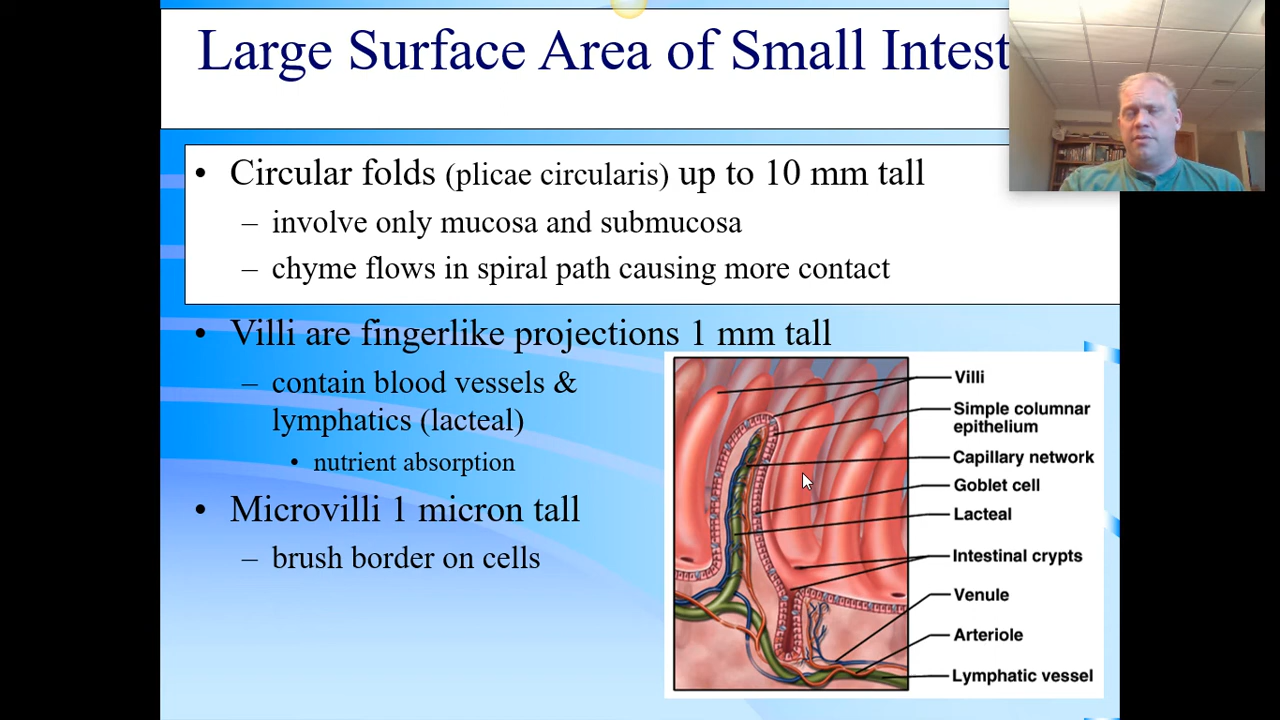 Large Surface Area of Small Intest
• Circular folds (plicae circularis) up to 10 mm tall
– involve only mucosa and submucosa
– chyme flows in spiral path causing more contact
• Villi are fingerlike projections 1 mm tall
– contain blood vessels &
lymphatics (lacteal)
• nutrient absorption
• Microvilli 1 micron tall
– brush border on cells
Villi
Simple columnar
epithelium
Capillary network
Goblet cell
Lacteal
Intestinal crypts
Venule
Arteriole
Lymphatic vessel